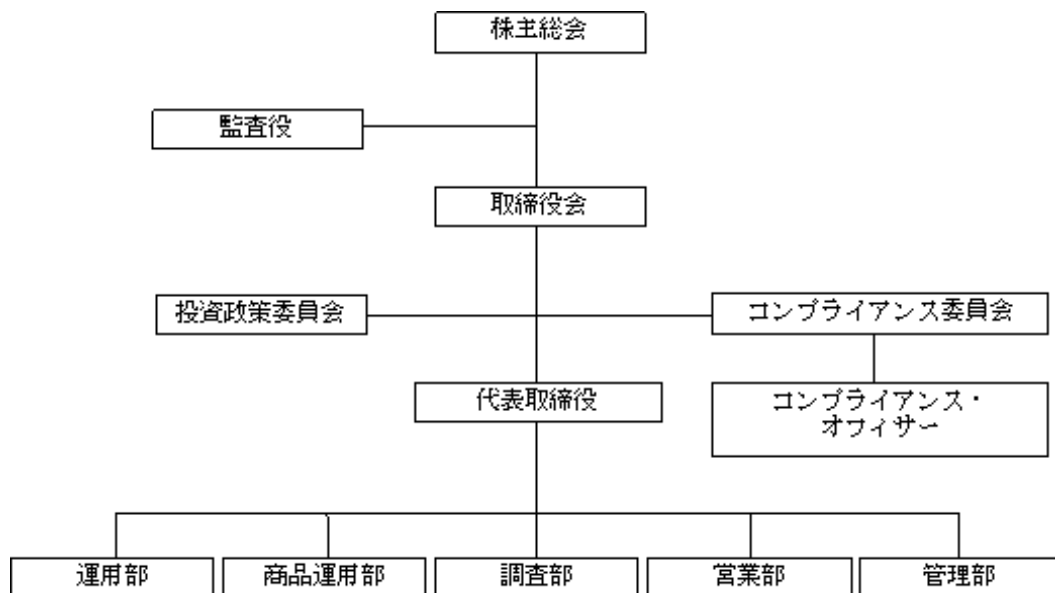 株主総会
監査役
取締役会
投資政策委員会
コンプライアンス委員会
代表取締役
コンプライアンス・
オフィサー
運用部
商品運用部
調査部
営業部
管理部